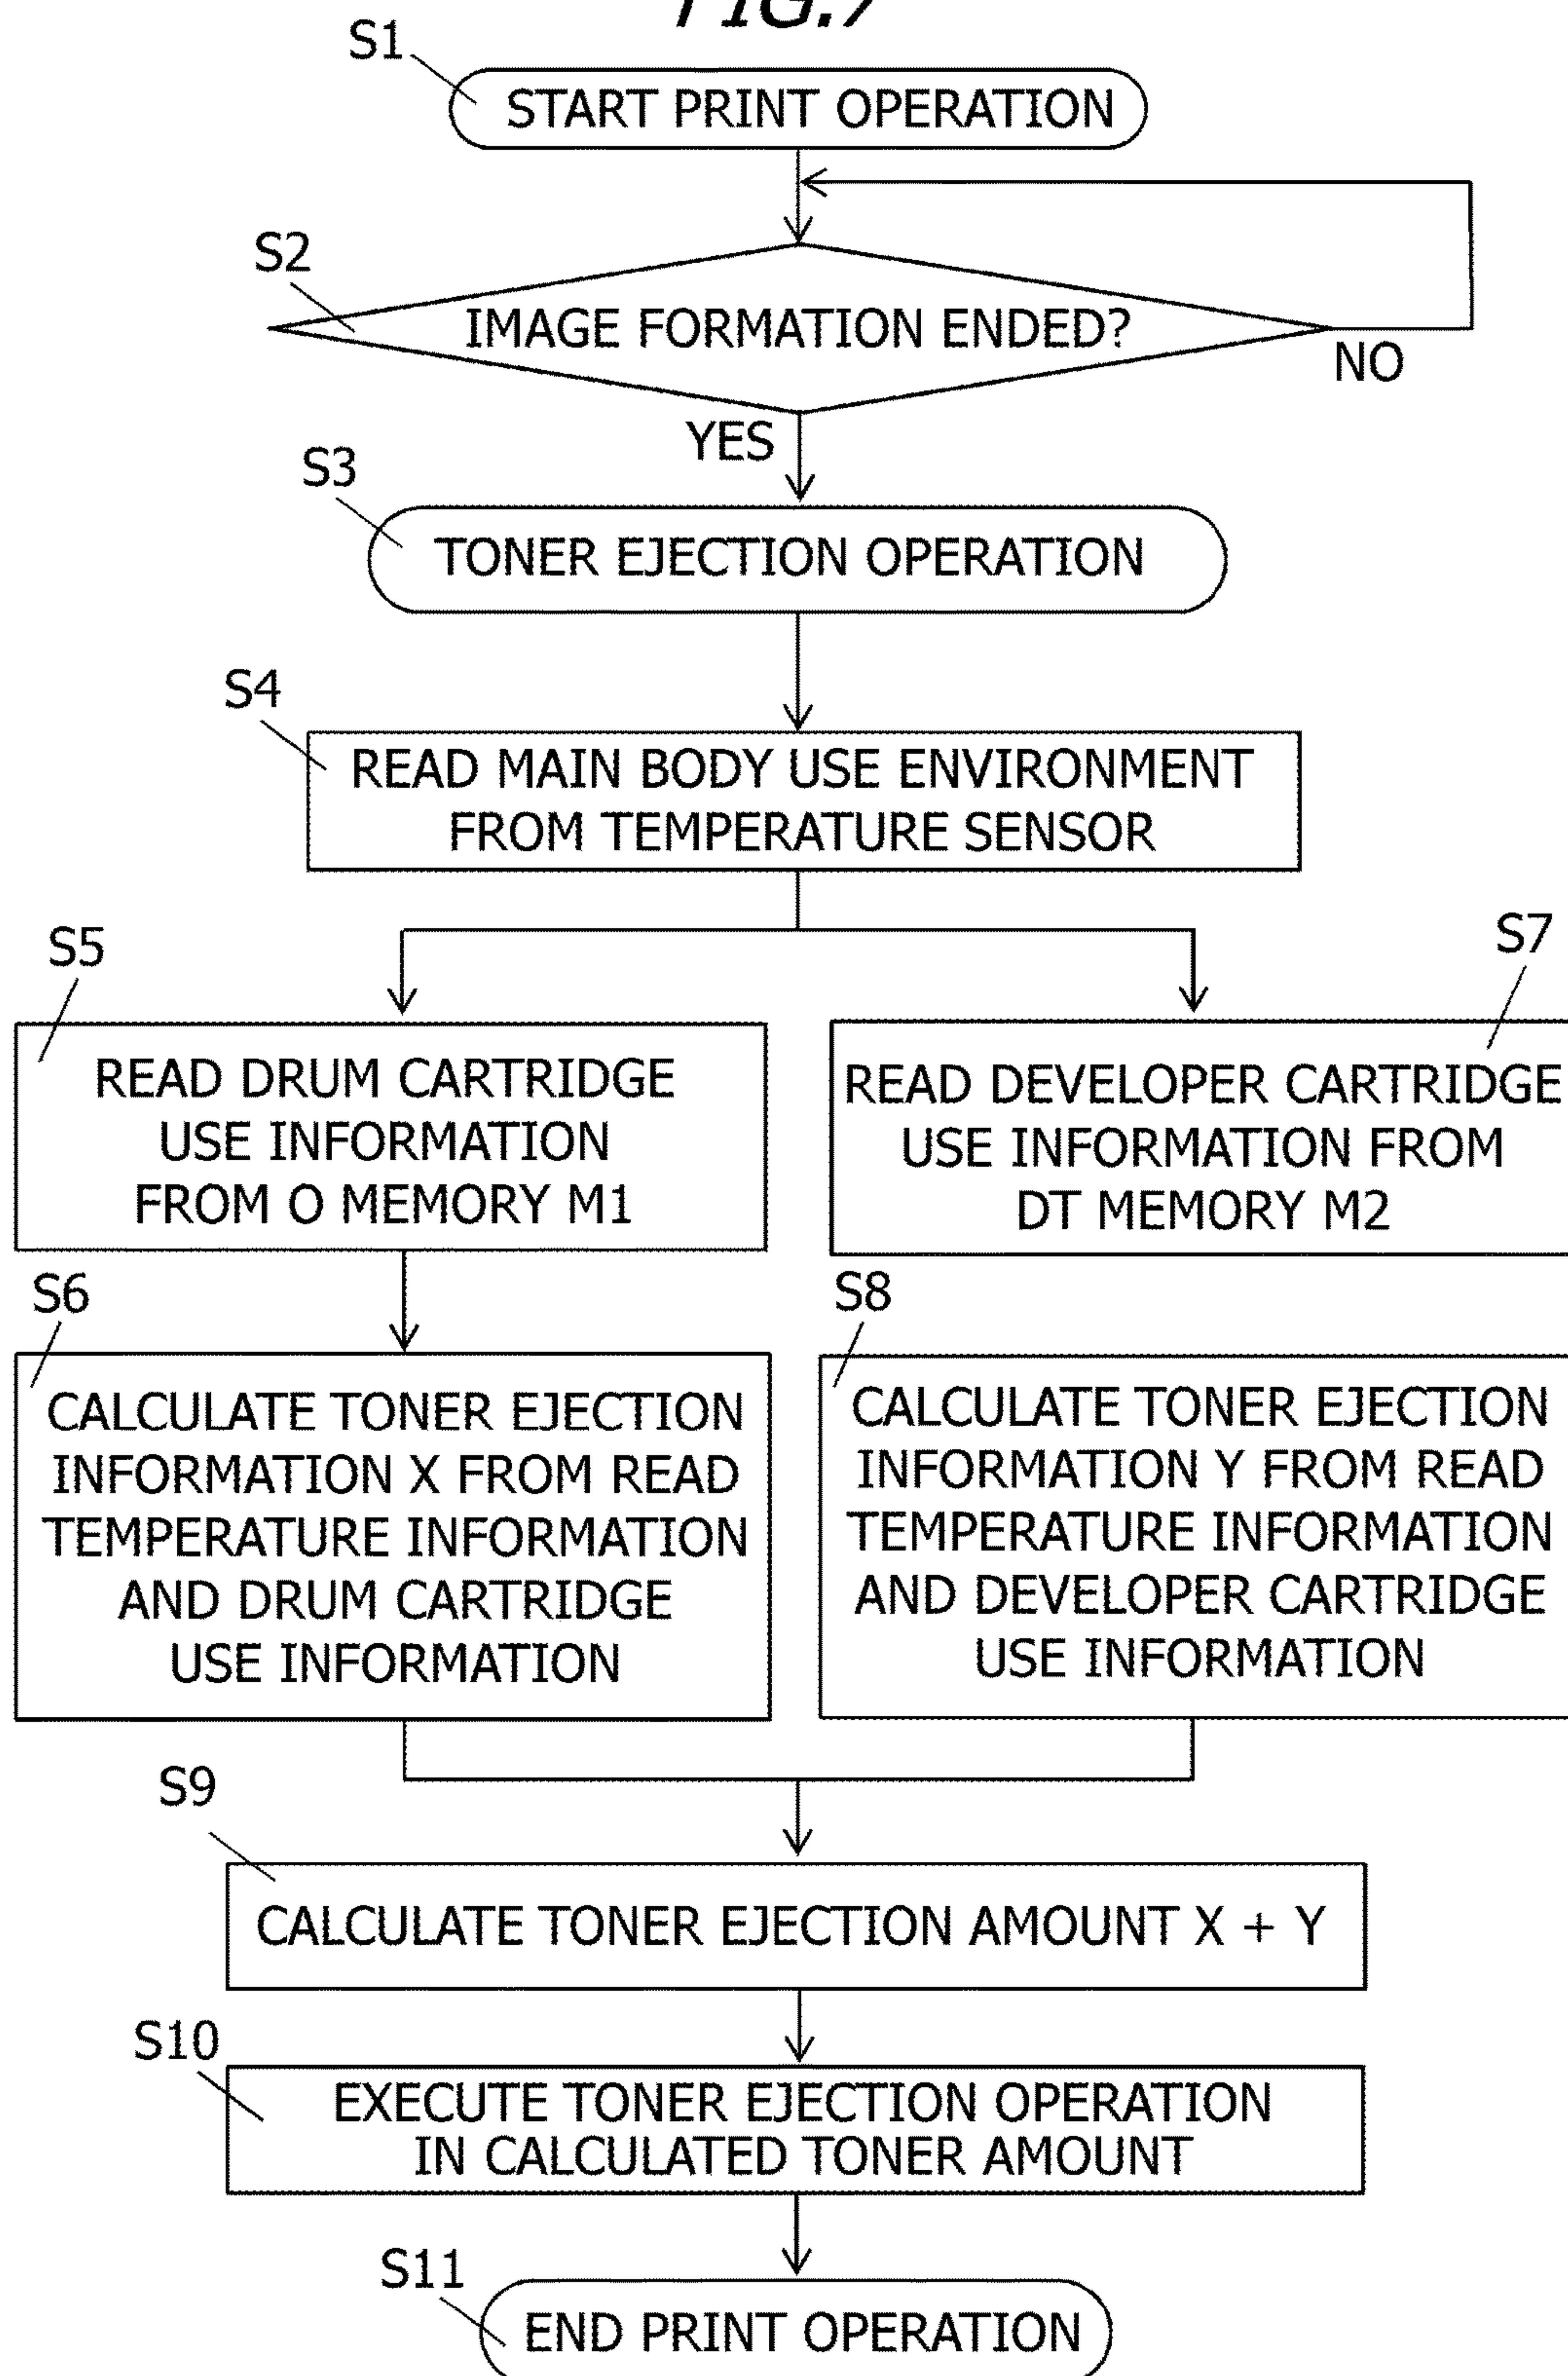 FIG.7
S1
START PRINT OPERATION
S2
IMAGE FORMATION ENDED?
NO
YES
S3
TONER EJECTION OPERATION
S4
READ MAIN BODY USE ENVIRONMENT
FROM TEMPERATURE SENSOR
S5
READ DRUM CARTRIDGE
USE INFORMATION
FROM O MEMORY M1
S7
READ DEVELOPER CARTRIDGE
USE INFORMATION FROM
DT MEMORY M2
S6
CALCULATE TONER EJECTION
INFORMATION X FROM READ
TEMPERATURE INFORMATION
AND DRUM CARTRIDGE
USE INFORMATION
S8
CALCULATE TONER EJECTION
INFORMATION Y FROM READ
TEMPERATURE INFORMATION
AND DEVELOPER CARTRIDGE
USE INFORMATION
S9
CALCULATE TONER EJECTION AMOUNT X + Y
S10
EXECUTE TONER EJECTION OPERATION
IN CALCULATED TONER AMOUNT
S11
END PRINT OPERATION